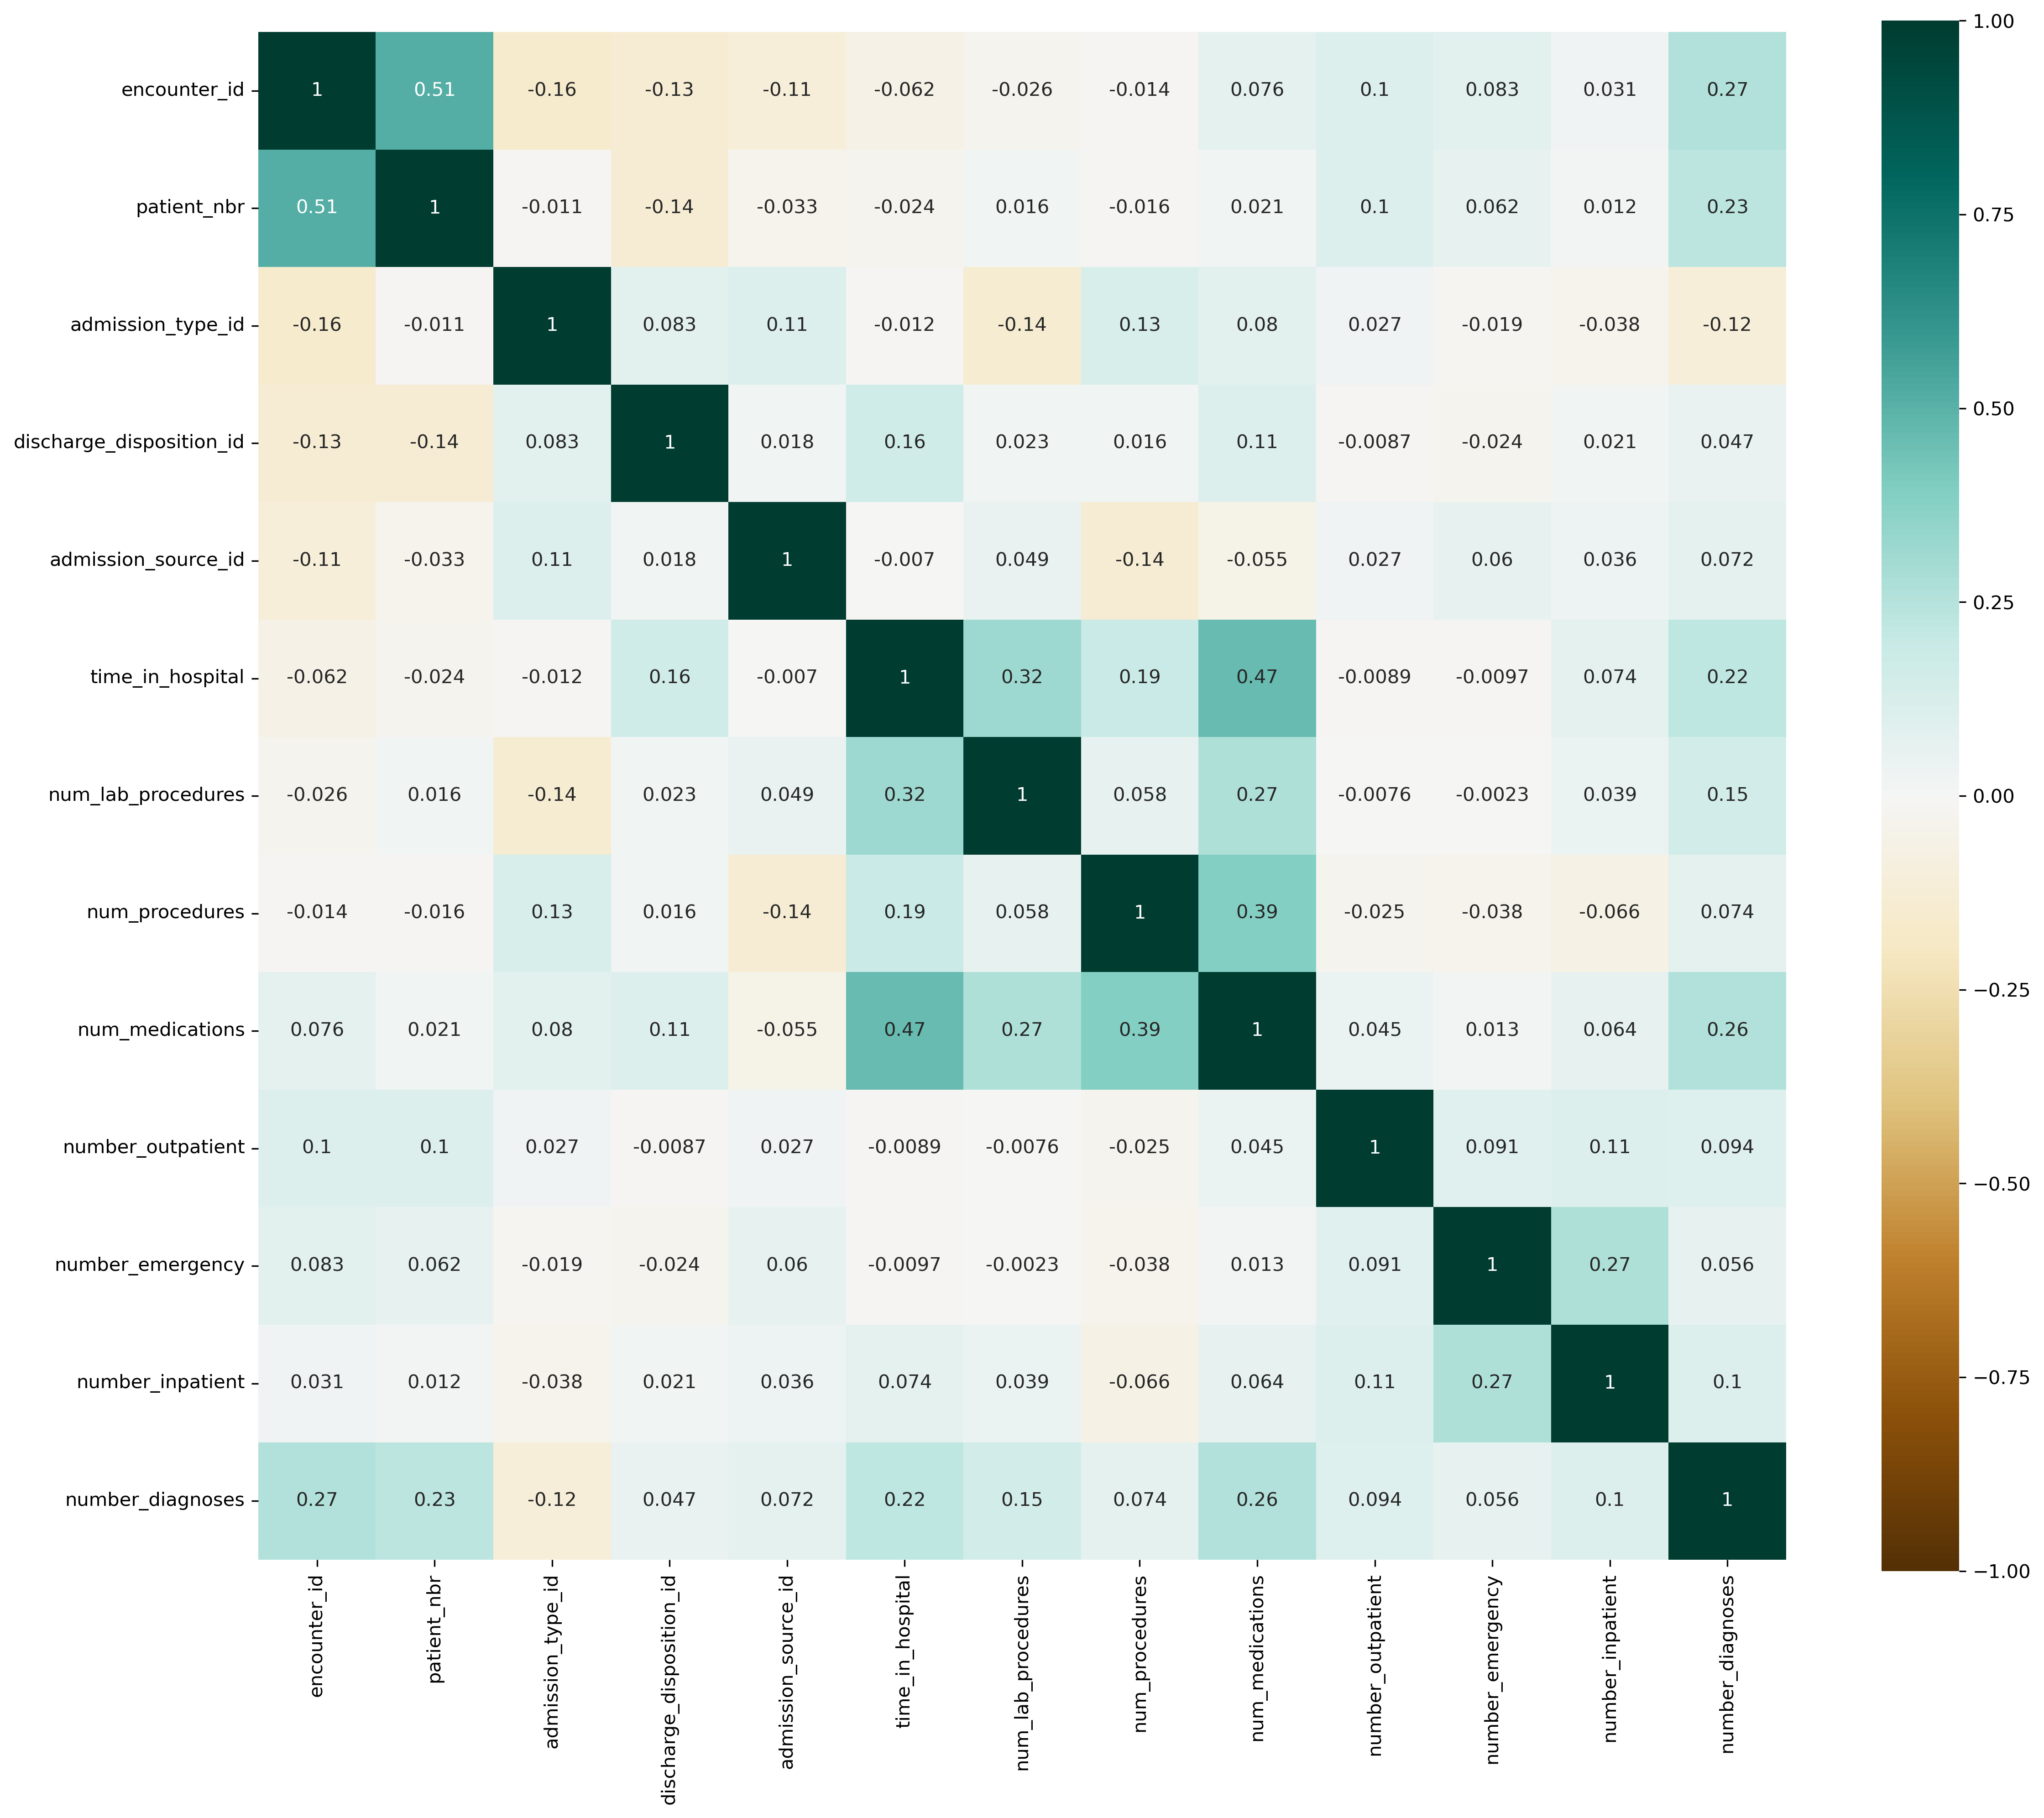 encounter_id 1 0.51 -0.16 -0.13 -0.11 -0.062 -0.026 -0.014 0.076 0.1 0.083 0.031 0.27
patient_nbr 0.51 1 -0.011 -0.14 -0.033 -0.024 0.016 -0.016 0.021 0.1 0.062 0.012 0.23
admission_type_id -0.16 -0.011 1 0.083 0.11 -0.012 -0.14 0.13 0.08 0.027 -0.019 -0.038 -0.12
discharge_disposition_id -0.13 -0.14 0.083 1 0.018 0.16 0.023 0.016 0.11 -0.0087 -0.024 0.021 0.047
admission_source_id -0.11 -0.033 0.11 0.018 1 -0.007 0.049 -0.14 -0.055 0.027 0.06 0.036 0.072
time_in_hospital -0.062 -0.024 -0.012 0.16 -0.007 1 0.32 0.19 0.47 -0.0089 -0.0097 0.074 0.22
num_lab_procedures -0.026 0.016 -0.14 0.023 0.049 0.32 1 0.058 0.27 -0.0076 -0.0023 0.039 0.15
num_procedures -0.014 -0.016 0.13 0.016 -0.14 0.19 0.058 1 0.39 -0.025 -0.038 -0.066 0.074
num_medications 0.076 0.021 0.08 0.11 -0.055 0.47 0.27 0.39 1 0.045 0.013 0.064 0.26
number_outpatient 0.1 0.1 0.027 -0.0087 0.027 -0.0089 -0.0076 -0.025 0.045 1 0.091 0.11 0.094
number_emergency 0.083 0.062 -0.019 -0.024 0.06 -0.0097 -0.0023 -0.038 0.013 0.091 1 0.27 0.056
number_inpatient 0.031 0.012 -0.038 0.021 0.036 0.074 0.039 -0.066 0.064 0.11 0.27 1 0.1
number_diagnoses 0.27 0.23 -0.12 0.047 0.072 0.22 0.15 0.074 0.26 0.094 0.056 0.1 1
encounter_id
patient_nbr
admission_type_id
discharge_disposition_id
admission_source_id
time_in_hospital
num_lab_procedures
num_procedures
num_medications
number_outpatient
number_emergency
number_inpatient
number_diagnoses
1.00
0.75
0.50
0.25
0.00
−0.25
−0.50
−0.75
−1.00